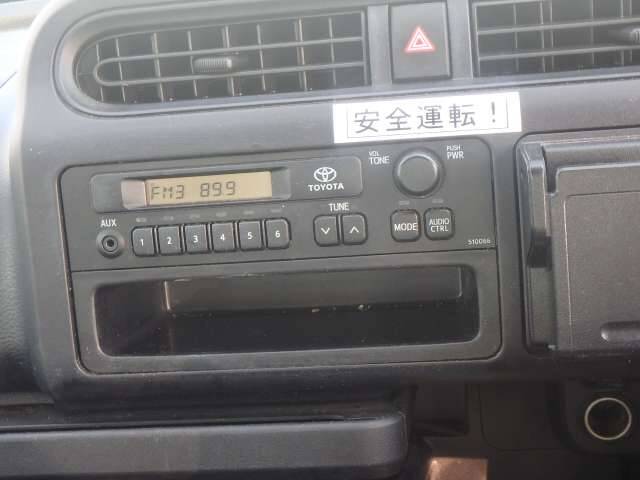 安全運転!
VOL
TONE
PUSH
PWR
FM3 89.9
TOYOTA
AUX
TUNE
1 2 3 4 5 6
MODE
AUDIO
CTRL
510066